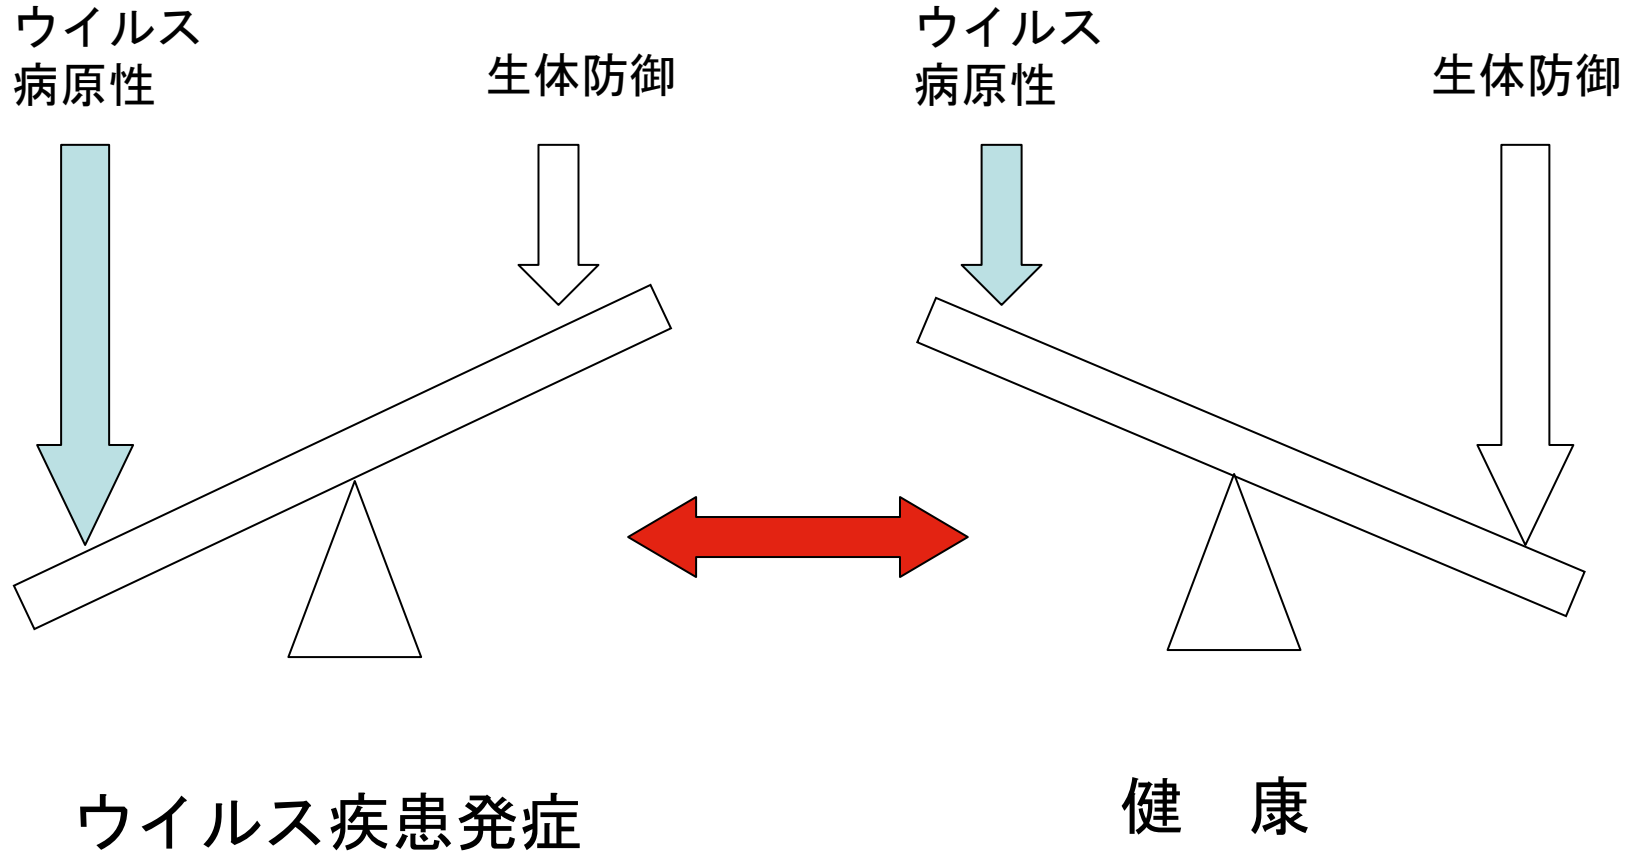 ウイルス
病原性
生体防御
ウイルス
病原性
生体防御
ウイルス疾患発症
健　康